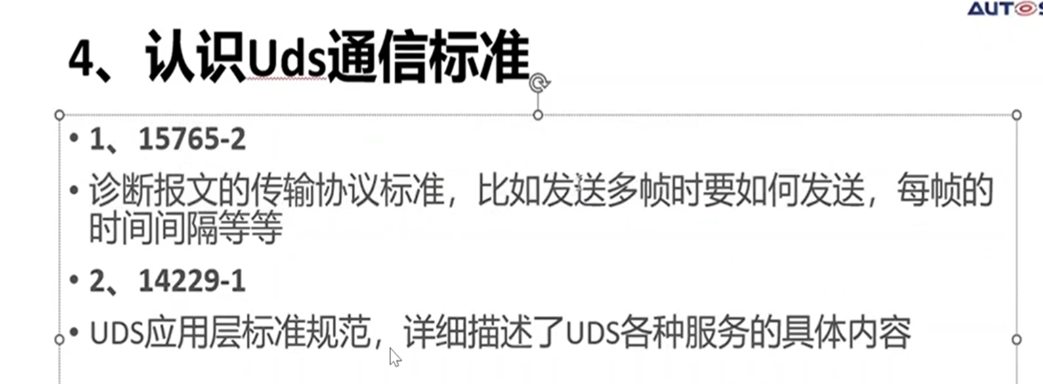 AUTOS
4、认识Uds通信标准
• 1、15765-2
• 诊断报文的传输协议标准，比如发送多帧时要如何发送，每帧的
时间间隔等等
• 2、14229-1
• UDS应用层标准规范，详细描述了UDS各种服务的具体内容